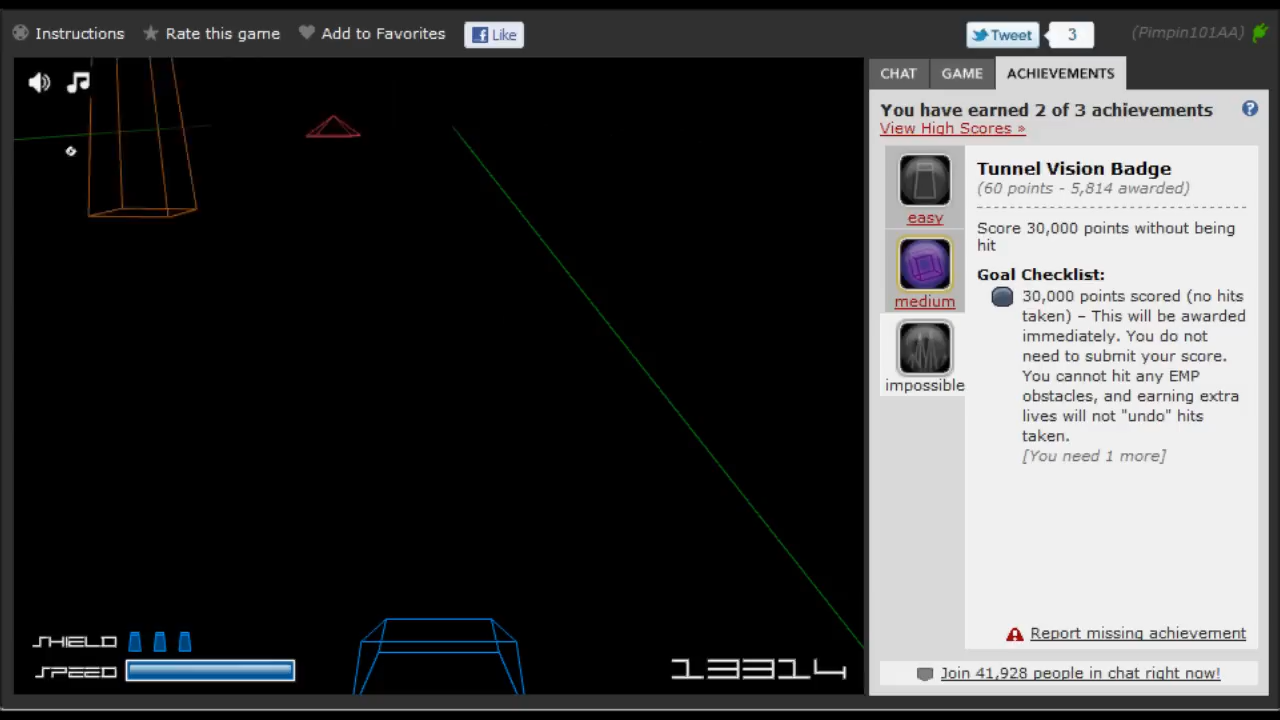 Instructions
Rate this game
Add to Favorites
Like
Tweet
3
(Pimpin101AA)
CHAT
GAME
ACHIEVEMENTS
You have earned 2 of 3 achievements
?
View High Scores »
easy
medium
impossible
Tunnel Vision Badge
(60 points - 5,814 awarded)
Score 30,000 points without being
hit
Goal Checklist:
30,000 points scored (no hits
taken) – This will be awarded
immediately. You do not
need to submit your score.
You cannot hit any EMP
obstacles, and earning extra
lives will not "undo" hits
taken.
[You need 1 more]
Report missing achievement
Join 41,928 people in chat right now!
SHIELD
SPEED
13314